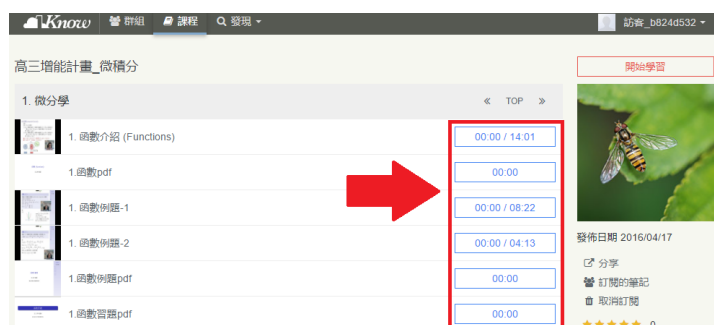 Know 群組 課程 發現 訪客_b824d532
高三增能計畫_微積分
開始學習
1. 微分學 « TOP »
1. 函數介紹 (Functions) 00:00 / 14:01
1.函數pdf 00:00
1. 函數例題-1 00:00 / 08:22
1. 函數例題-2 00:00 / 04:13
1.函數例題pdf 00:00
1.函數習題pdf 00:00
發佈日期 2016/04/17
分享
訂閱的筆記
取消訂閱